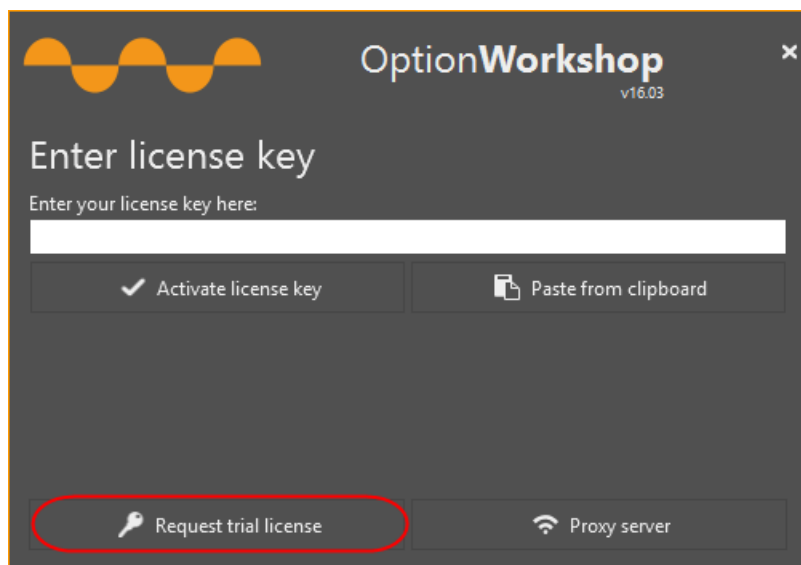 OptionWorkshop
v16.03
Enter license key
Enter your license key here:
Activate license key
Paste from clipboard
Request trial license
Proxy server